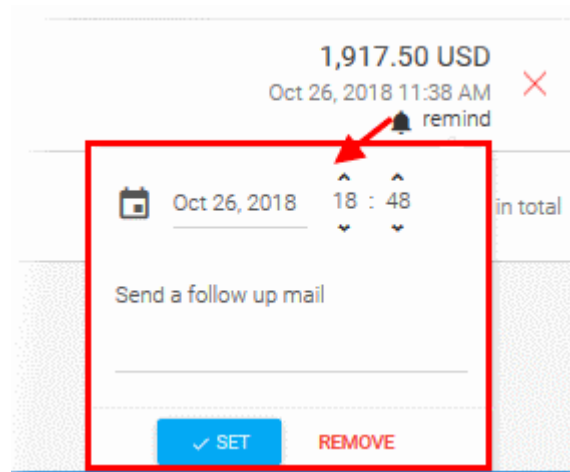 1,917.50 USD
Oct 26, 2018 11:38 AM
remind
Oct 26, 2018 18 : 48
in total
Send a follow up mail
SET REMOVE